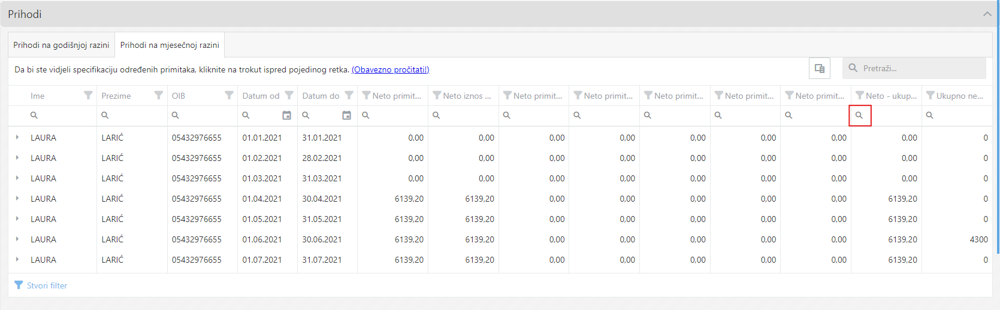 Prihodi
Prihodi na godišnjoj razini Prihodi na mjesečnoj razini
Da bi ste vidjeli specifikaciju određenih primitaka, kliknite na trokut ispred pojedinog retka. (Obavezno pročitati!) Pretraži...
Ime Prezime OIB Datum od Datum do Neto primit... Neto iznos ... Neto primit... Neto primit... Neto primit... Neto primit... Neto primit... Neto - ukup... Ukupno ne...
LAURA LARIĆ 05432976655 01.01.2021 31.01.2021 0,00 0,00 0,00 0,00 0,00 0,00 0,00 0,00 0
LAURA LARIĆ 05432976655 01.02.2021 28.02.2021 0,00 0,00 0,00 0,00 0,00 0,00 0,00 0,00 0
LAURA LARIĆ 05432976655 01.03.2021 31.03.2021 0,00 0,00 0,00 0,00 0,00 0,00 0,00 0,00 0
LAURA LARIĆ 05432976655 01.04.2021 30.04.2021 6139,20 6139,20 0,00 0,00 0,00 0,00 0,00 6139,20 0
LAURA LARIĆ 05432976655 01.05.2021 31.05.2021 6139,20 6139,20 0,00 0,00 0,00 0,00 0,00 6139,20 0
LAURA LARIĆ 05432976655 01.06.2021 30.06.2021 6139,20 6139,20 0,00 0,00 0,00 0,00 0,00 6139,20 4300
LAURA LARIĆ 05432976655 01.07.2021 31.07.2021 6139,20 6139,20 0,00 0,00 0,00 0,00 0,00 6139,20 0
Stvori filter